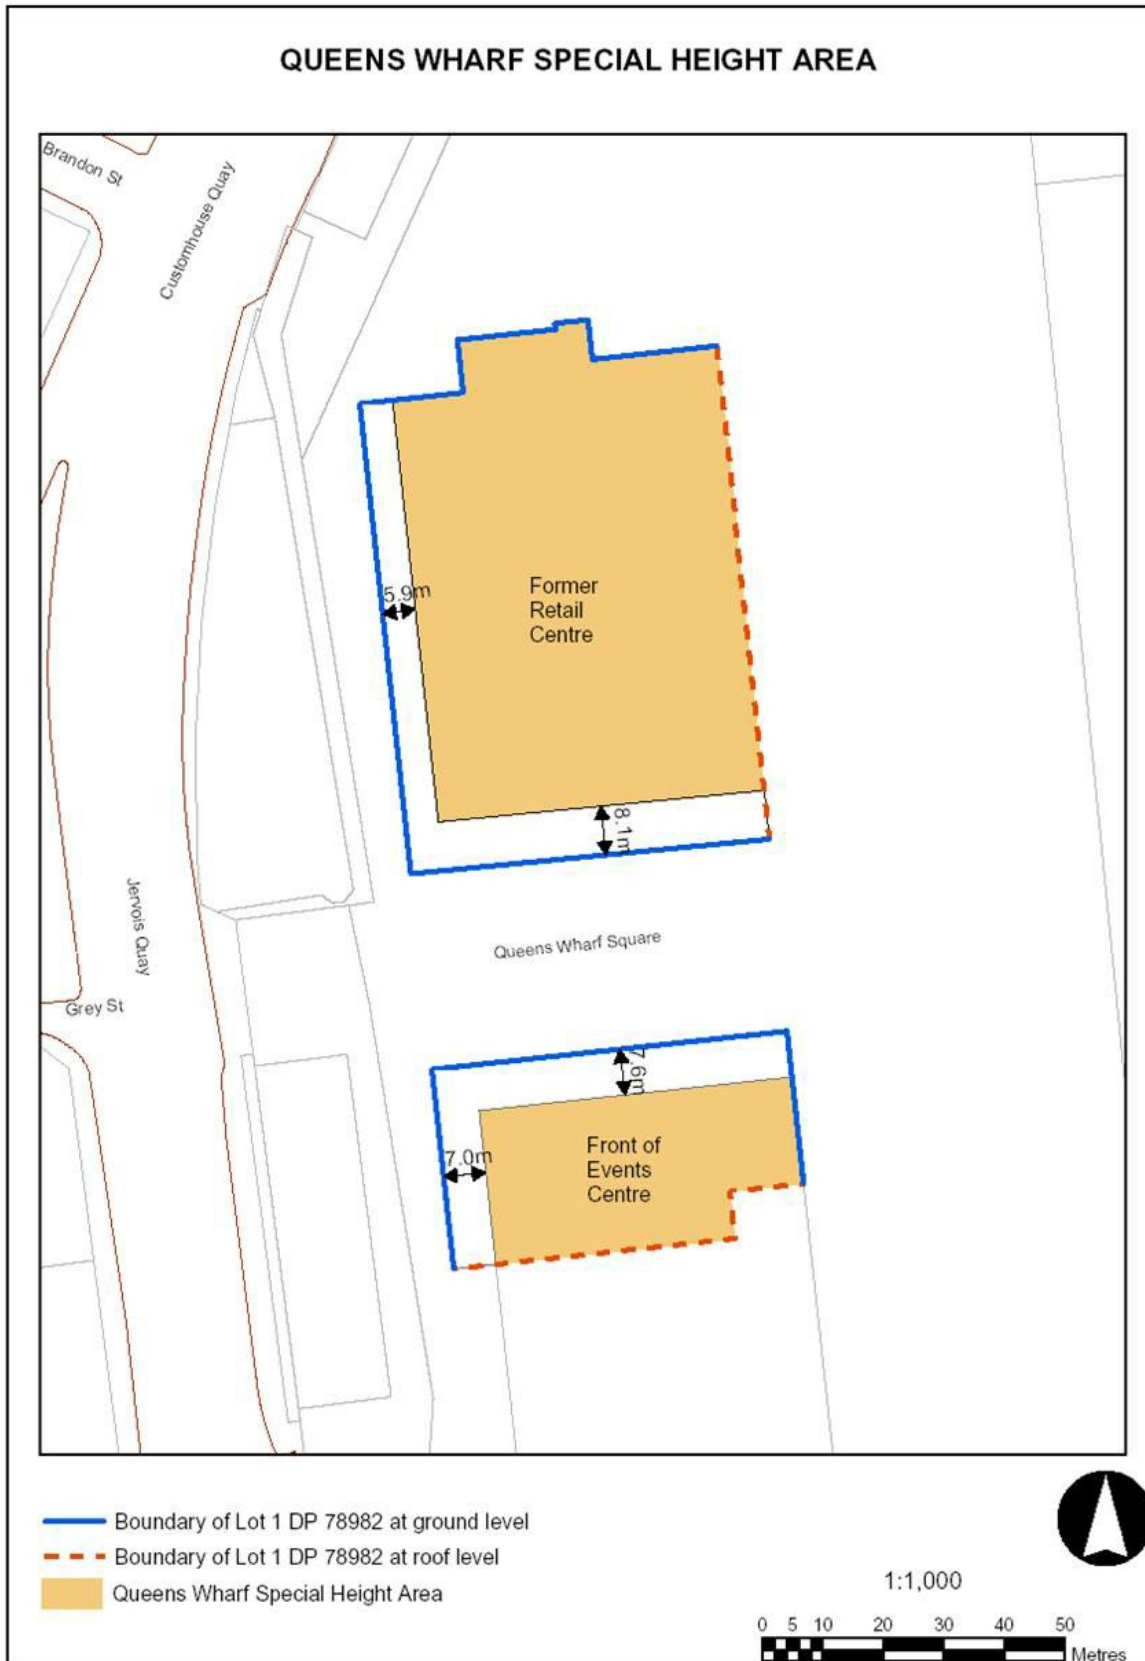 QUEENS WHARF SPECIAL HEIGHT AREA
Brandon St
Customhouse Quay
Former
Retail
Centre
5.9m
8.1m
Jervois Quay
Queens Wharf Square
Grey St
7.6m
7.0m
Front of
Events
Centre
Boundary of Lot 1 DP 78982 at ground level
Boundary of Lot 1 DP 78982 at roof level
Queens Wharf Special Height Area
1:1,000
0 5 10 20 30 40 50
Metres